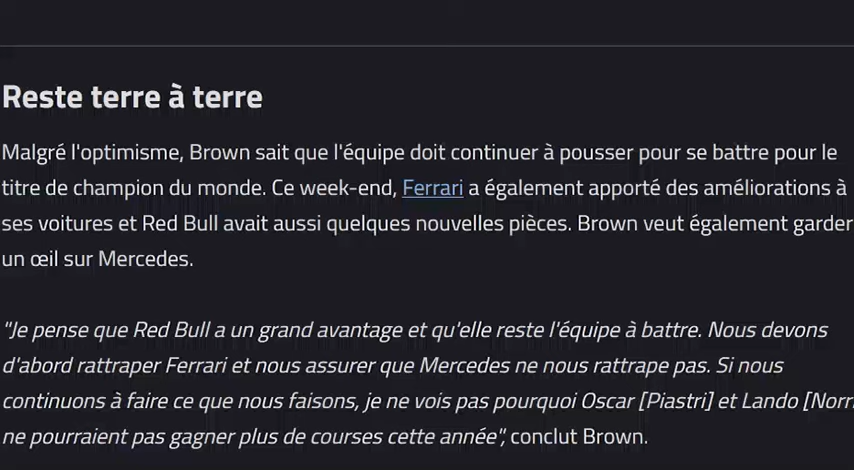 Reste terre à terre
Malgré l'optimisme, Brown sait que l'équipe doit continuer à pousser pour se battre pour le
titre de champion du monde. Ce week-end, Ferrari a également apporté des améliorations à
ses voitures et Red Bull avait aussi quelques nouvelles pièces. Brown veut également garder
un œil sur Mercedes.
"Je pense que Red Bull a un grand avantage et qu'elle reste l'équipe à battre. Nous devons
d'abord rattraper Ferrari et nous assurer que Mercedes ne nous rattrape pas. Si nous
continuons à faire ce que nous faisons, je ne vois pas pourquoi Oscar [Piastri] et Lando [Norri
ne pourraient pas gagner plus de courses cette année", conclut Brown.